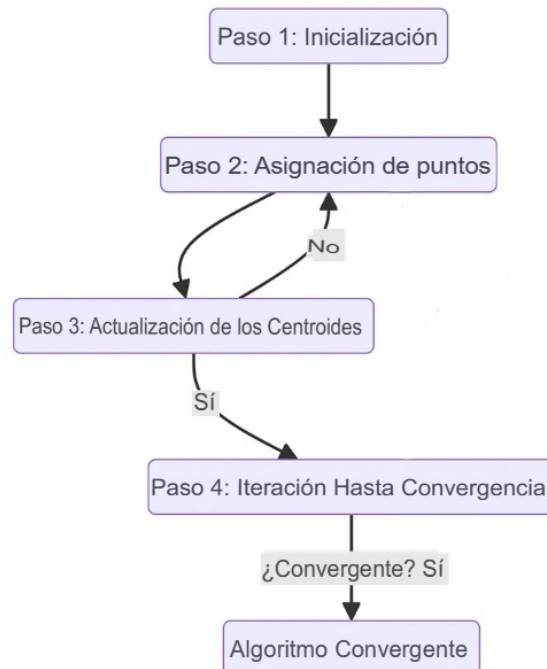 Paso 1: Inicialización
Paso 2: Asignación de puntos
No
Paso 3: Actualización de los Centroides
Sí
Paso 4: Iteración Hasta Convergencia
¿Convergente? Sí
Algoritmo Convergente